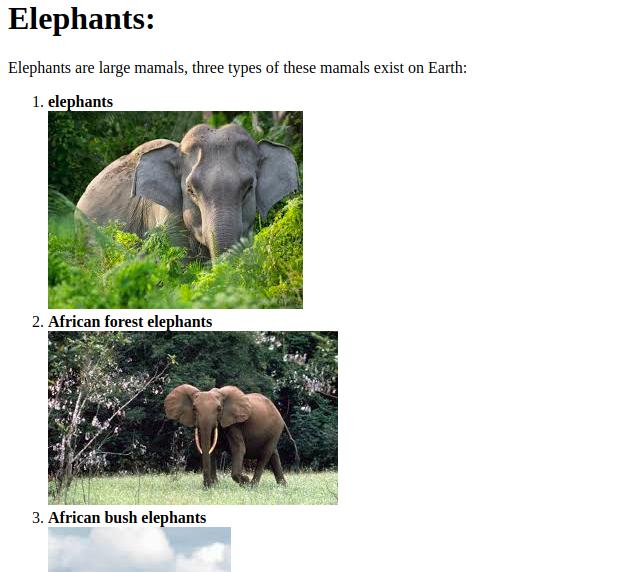 Elephants:
Elephants are large mamals, three types of these mamals exist on Earth:
1. elephants
2. African forest elephants
3. African bush elephants